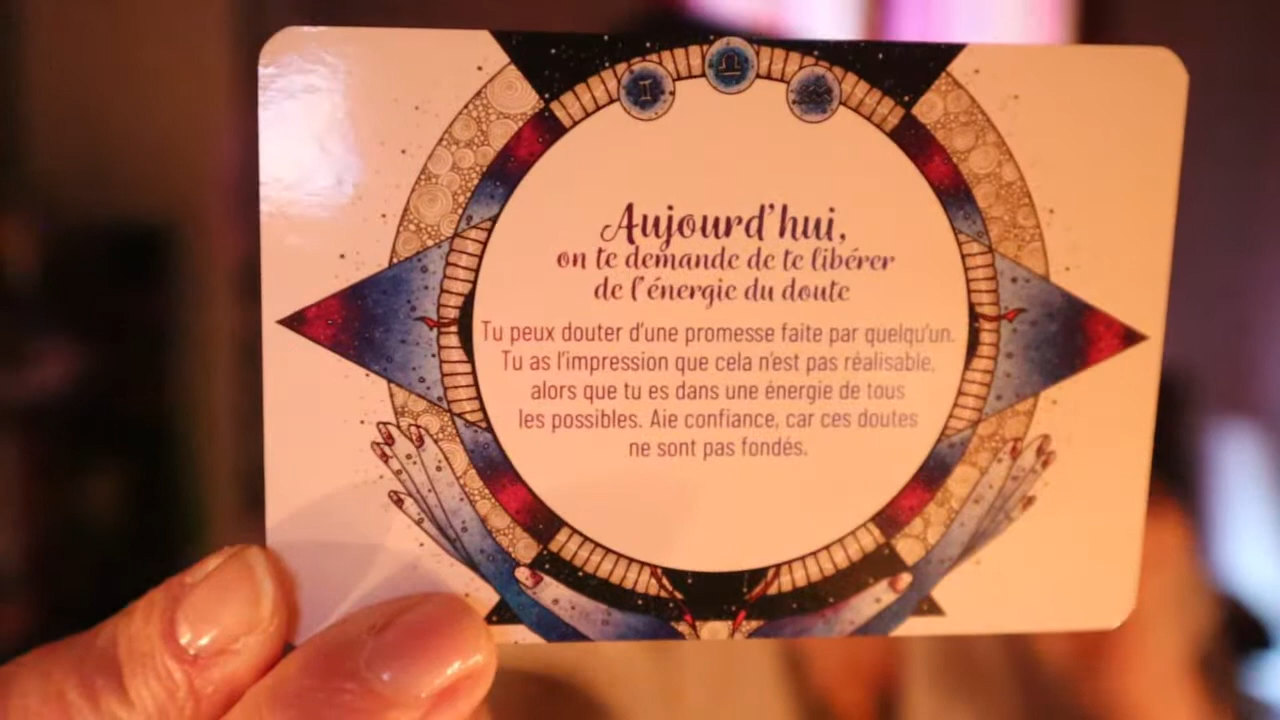 Aujourd'hui,
on te demande de te libérer
de l'énergie du doute
Tu peux douter d'une promesse faite par quelqu'un.
Tu as l'impression que cela n'est pas réalisable,
alors que tu es dans une énergie de tous
les possibles. Aie confiance, car ces doutes
ne sont pas fondés.